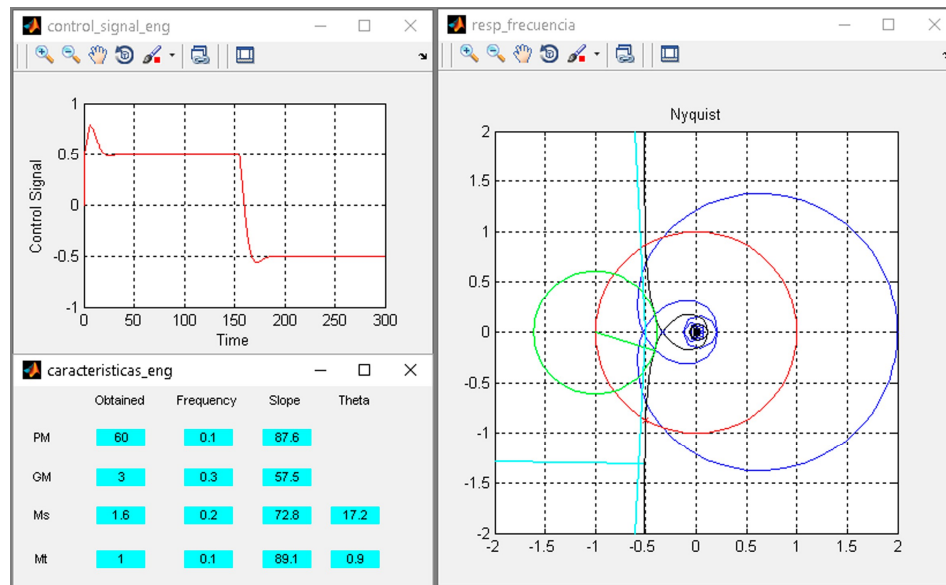 control_signal_eng
1
0.5
0
-0.5
-1
Control Signal
0 50 100 150 200 250 300
Time
caracteristicas_eng
Obtained Frequency Slope Theta
PM 60 0.1 87.6
GM 3 0.3 57.5
Ms 1.6 0.2 72.8 17.2
Mt 1 0.1 89.1 0.9
resp_frecuencia
Nyquist
2
1.5
1
0.5
0
-0.5
-1
-1.5
-2
-2 -1.5 -1 -0.5 0 0.5 1 1.5 2